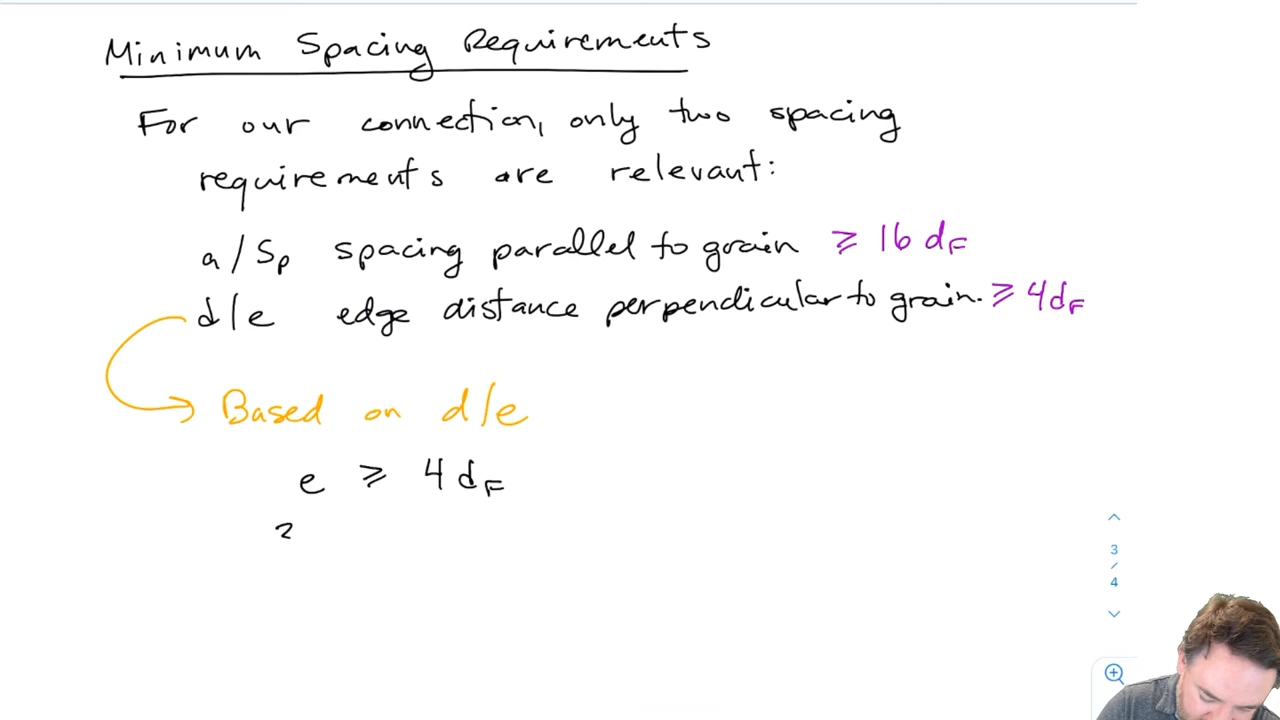 Minimum Spacing Requirements
For our connection, only two spacing
requirements are relevant:
a/Sp spacing parallel to grain ≥ 16 dF
d/e edge distance perpendicular to grain. ≥ 4dF
Based on d/e
e ≥ 4 dF
2
3
/
4